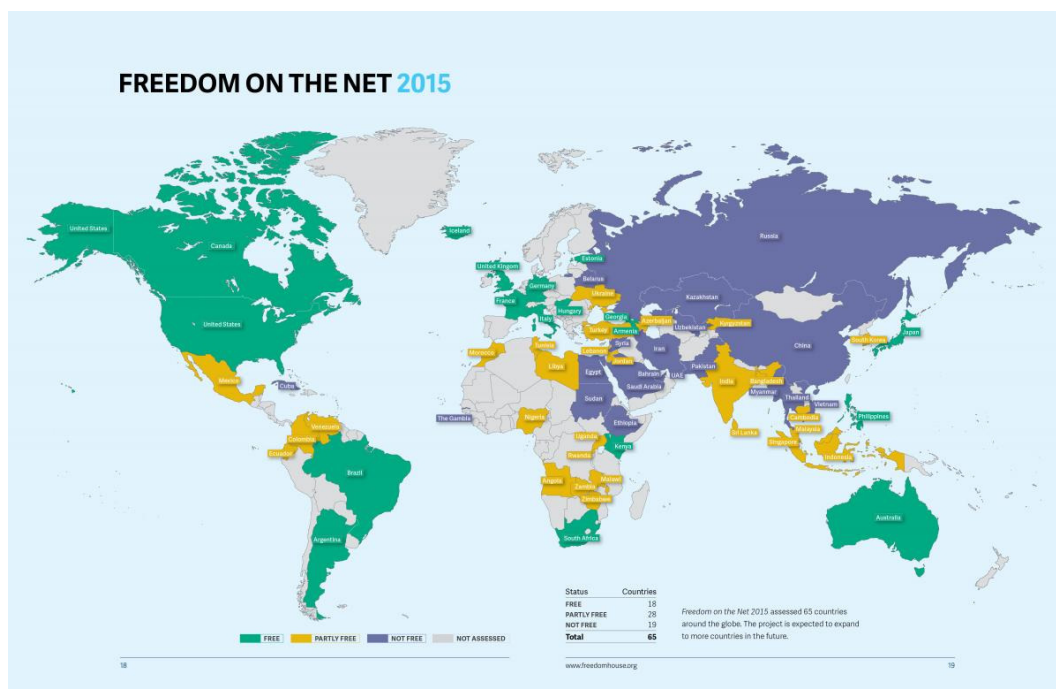 FREEDOM ON THE NET 2015
United States
Canada
United States
Mexico
Cuba
Venezuela
Colombia
Ecuador
Brazil
Argentina
Iceland
United Kingom
Estonia
Belarus
Germany
Ukraine
France
Hungary
Italy
Georgia
Azerbaijan
Turkey
Armenia
Russia
Kazakhstan
Uzbekistan
Kyrgyzstan
South Korea
Japan
China
Morocco
Tunisia
Lebanon
Syria
Jordan
Iran
Libya
Egypt
Bahrain
UAE
Pakistan
Saudi Arabia
India
Bangladesh
Myanmar
Thailand
Vietnam
Cambodia
Philippines
Malaysia
Sri Lanka
Singapore
Indonesia
The Gambia
Nigeria
Sudan
Ethiopia
Uganda
Kenya
Rwanda
Angola
Malawi
Zambia
Zimbabwe
South Africa
Australia
Status Countries
FREE 18
PARTLY FREE 28
NOT FREE 19
Total 65
Freedom on the Net 2015 assessed 65 countries
around the globe. The project is expected to expand
to more countries in the future.
FREE PARTLY FREE NOT FREE NOT ASSESSED
18
www.freedomhouse.org
19